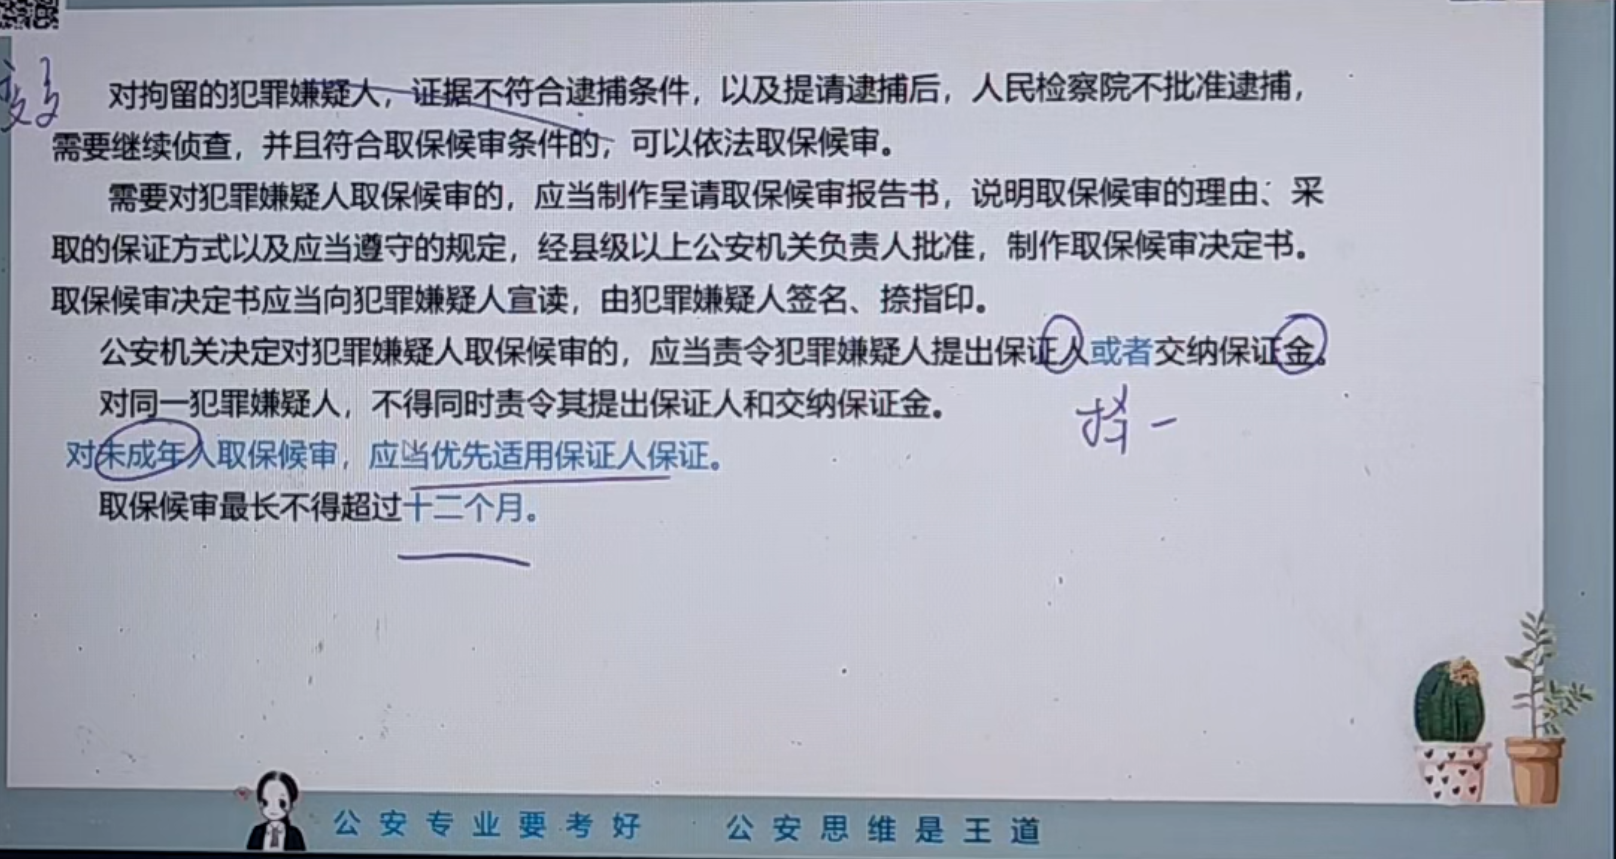 对拘留的犯罪嫌疑人，证据不符合逮捕条件，以及提请逮捕后，人民检察院不批准逮捕，
需要继续侦查，并且符合取保候审条件的，可以依法取保候审。
需要对犯罪嫌疑人取保候审的，应当制作呈请取保候审报告书，说明取保候审的理由、采
取的保证方式以及应当遵守的规定，经县级以上公安机关负责人批准，制作取保候审决定书。
取保候审决定书应当向犯罪嫌疑人宣读，由犯罪嫌疑人签名、捺指印。
公安机关决定对犯罪嫌疑人取保候审的，应当责令犯罪嫌疑人提出保证人或者交纳保证金。
对同一犯罪嫌疑人，不得同时责令其提出保证人和交纳保证金。
择一
对未成年人取保候审，应当优先适用保证人保证。
取保候审最长不得超过十二个月。
公安专业要考好 公安思维是王道